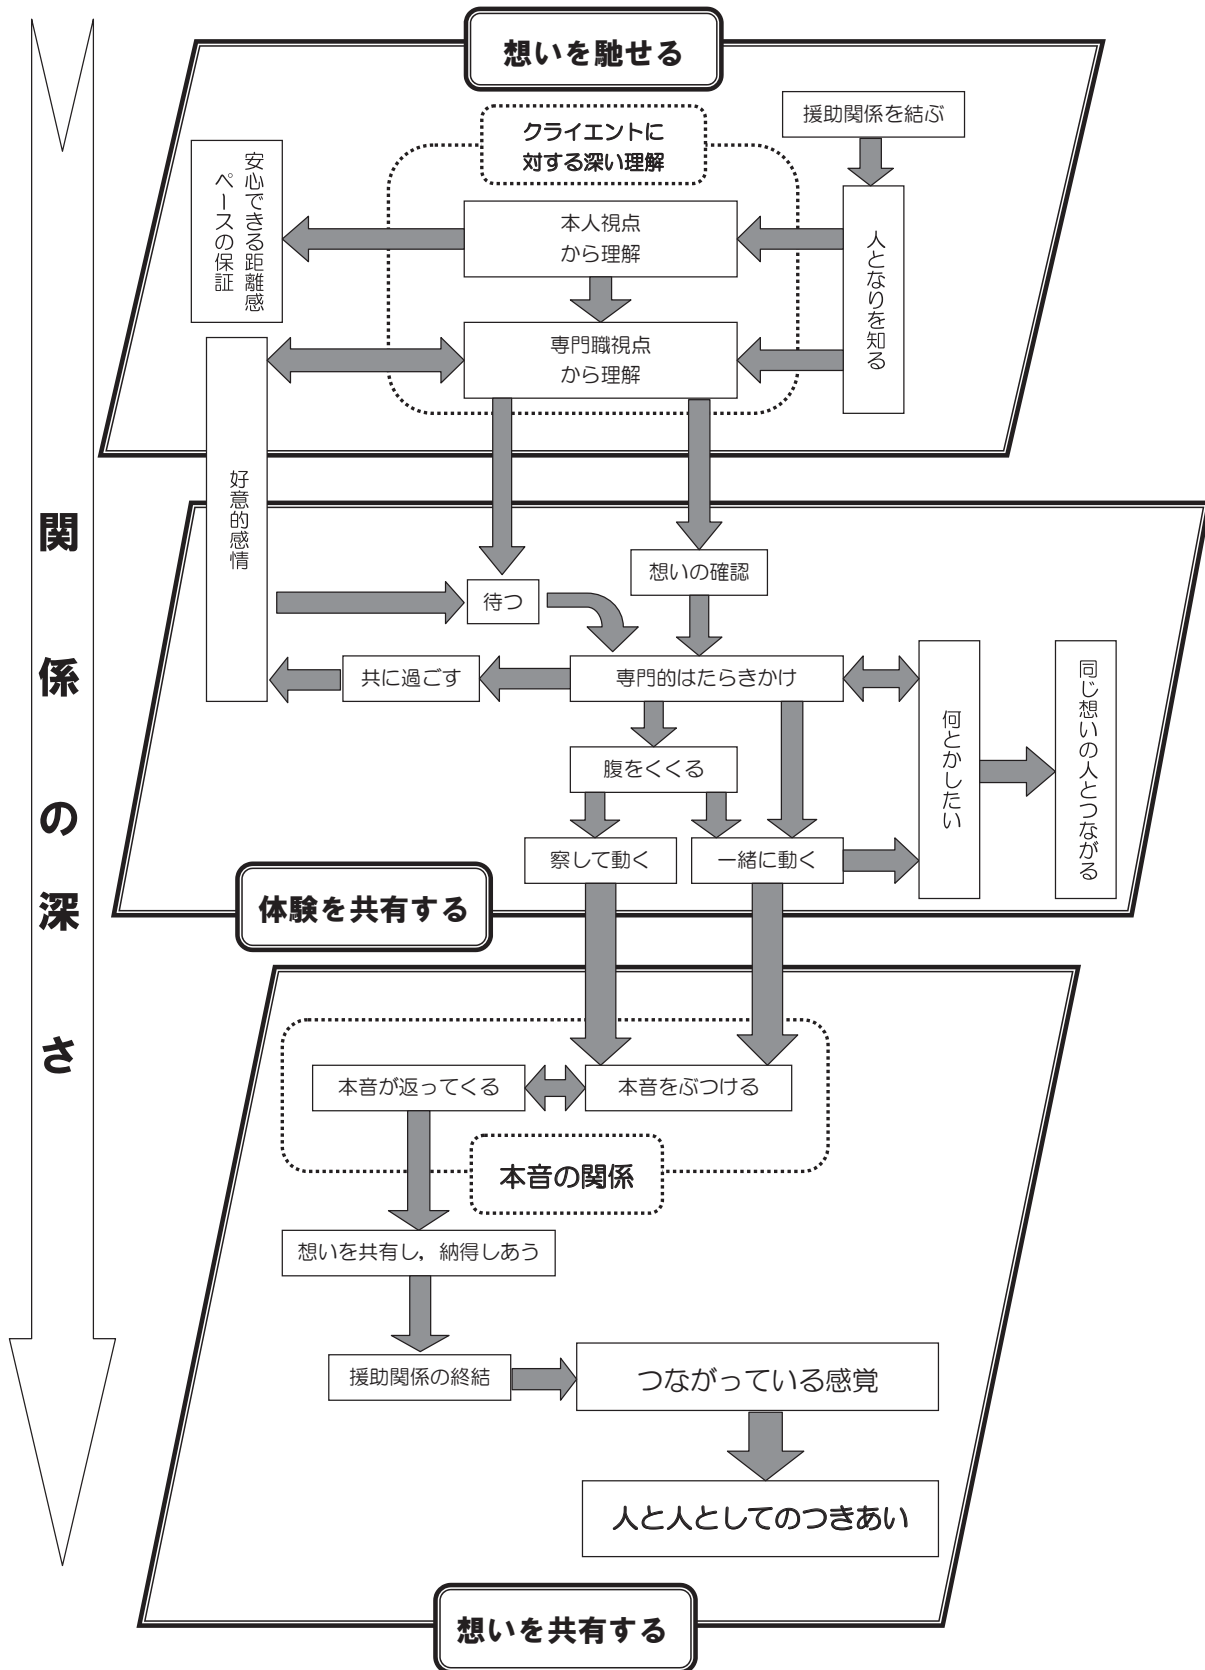 想いを馳せる
援助関係を結ぶ
クライエントに
対する深い理解
安心できる距離感
ペースの保証
本人視点
から理解
人となりを知る
専門職視点
から理解
好意的感情
想いの確認
待つ
共に過ごす
専門的はたらきかけ
何とかしたい
同じ想いの人とつながる
腹をくくる
察して動く
一緒に動く
体験を共有する
関係の深さ
本音が返ってくる
本音をぶつける
本音の関係
想いを共有し，納得しあう
援助関係の終結
つながっている感覚
人と人としてのつきあい
想いを共有する